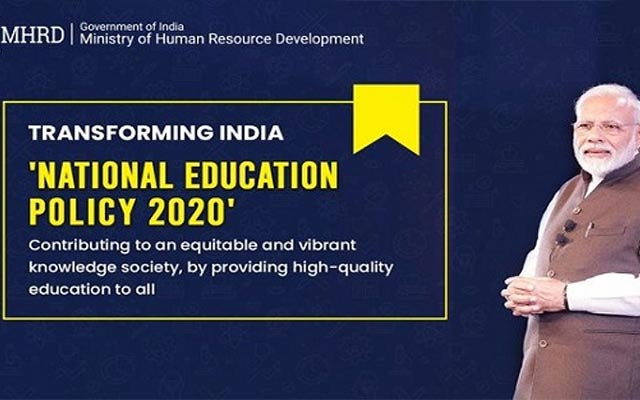 MHRD
Government of India
Ministry of Human Resource Development
TRANSFORMING INDIA
'NATIONAL EDUCATION
POLICY 2020'
Contributing to an equitable and vibrant
knowledge society, by providing high-quality
education to all